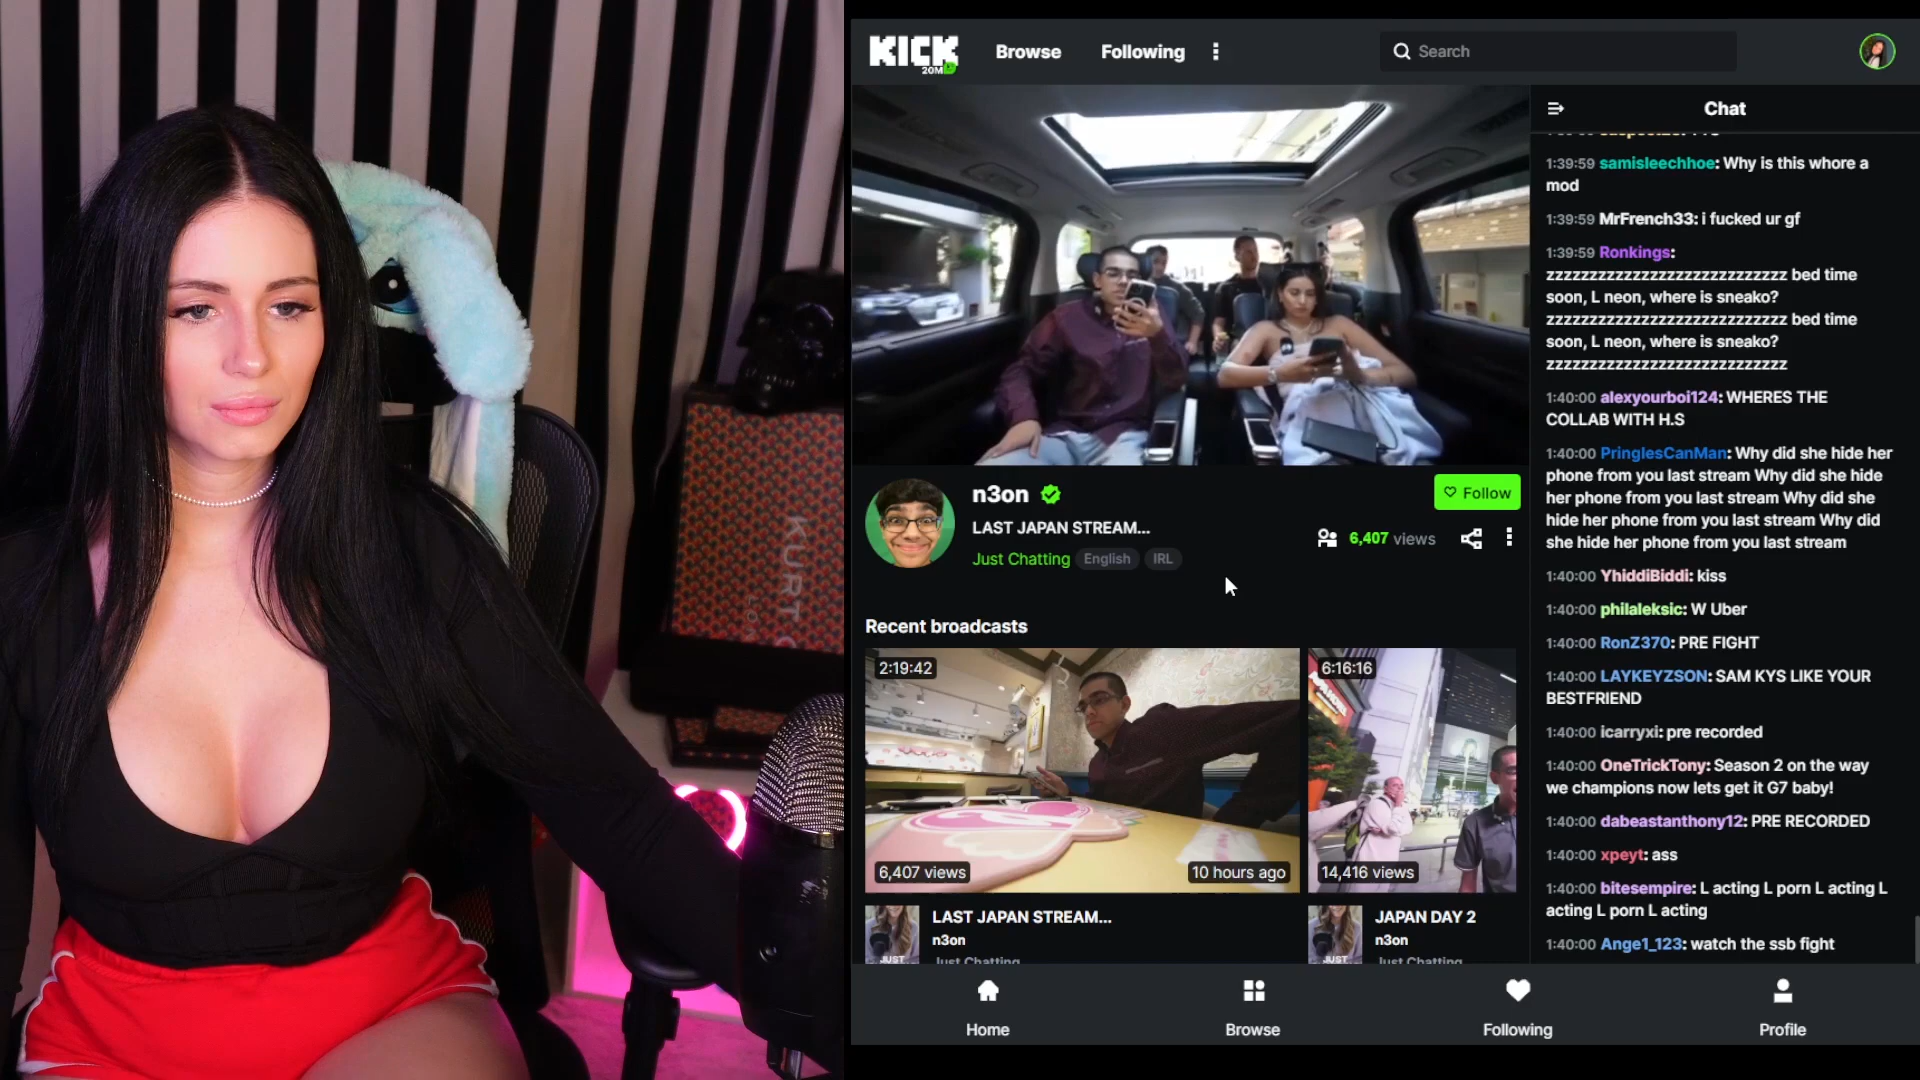 KICK
20M
Browse
Following
Search
Chat
1:39:59 samisleechhoe: Why is this whore a
mod
1:39:59 MrFrench33: i fucked ur gf
1:39:59 Ronkings:
zzzzzzzzzzzzzzzzzzzzzzzzzzzz bed time
soon, L neon, where is sneako?
zzzzzzzzzzzzzzzzzzzzzzzzzzzz bed time
soon, L neon, where is sneako?
zzzzzzzzzzzzzzzzzzzzzzzzzzzz
1:40:00 alexyourboi124: WHERES THE
COLLAB WITH H.S
1:40:00 PringlesCanMan: Why did she hide her
phone from you last stream Why did she hide
her phone from you last stream Why did she
hide her phone from you last stream Why did
she hide her phone from you last stream
1:40:00 YhiddiBiddi: kiss
1:40:00 philaleksic: W Uber
1:40:00 RonZ370: PRE FIGHT
1:40:00 LAYKEYZSON: SAM KYS LIKE YOUR
BESTFRIEND
1:40:00 icarryxi: pre recorded
1:40:00 OneTrickTony: Season 2 on the way
we champions now lets get it G7 baby!
1:40:00 dabeastanthony12: PRE RECORDED
1:40:00 xpeyt: ass
1:40:00 bitesempire: L acting L porn L acting L
acting L porn L acting
1:40:00 Ange1_123: watch the ssb fight
n3on
Follow
LAST JAPAN STREAM...
6,407 views
Just Chatting English IRL
Recent broadcasts
2:19:42
6,407 views
10 hours ago
6:16:16
14,416 views
LAST JAPAN STREAM...
n3on
Just Chatting
JUST
JAPAN DAY 2
n3on
Just Chatting
JUST
Home
Browse
Following
Profile
KURT G